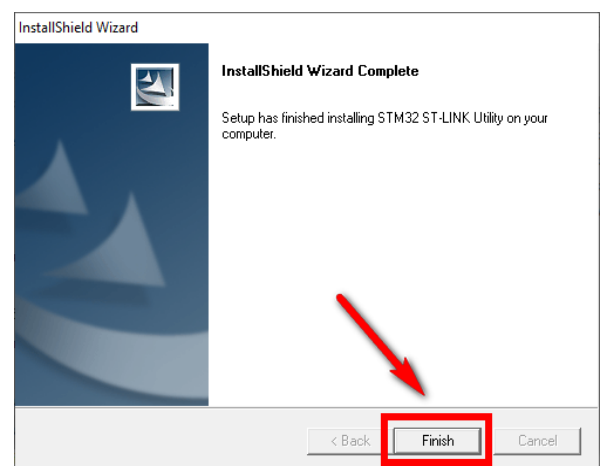 InstallShield Wizard
InstallShield Wizard Complete
Setup has finished installing STM32 ST-LINK Utility on your
computer.
< Back
Finish
Cancel